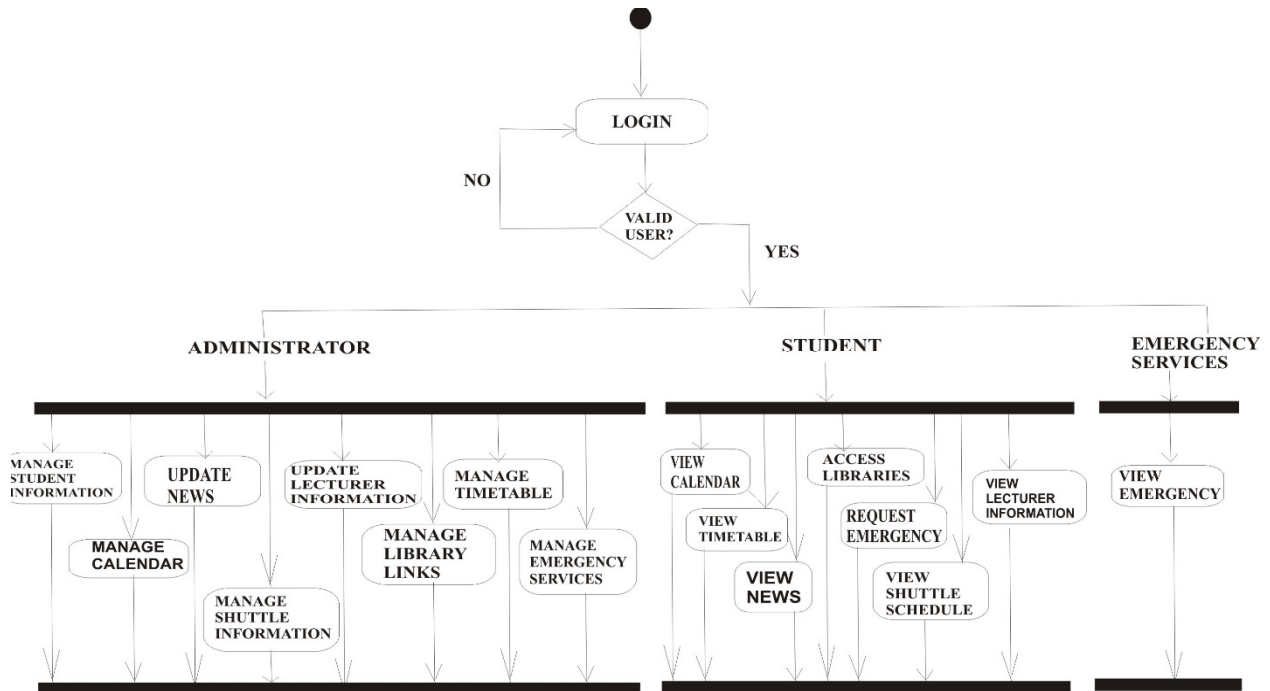 LOGIN
NO
VALID
USER?
YES
ADMINISTRATOR
STUDENT
EMERGENCY
SERVICES
MANAGE
STUDENT
INFORMATION
MANAGE
CALENDAR
UPDATE
NEWS
MANAGE
SHUTTLE
INFORMATION
UPDATE
LECTURER
INFORMATION
MANAGE
LIBRARY
LINKS
MANAGE
TIMETABLE
MANAGE
EMERGENCY
SERVICES
VIEW
CALENDAR
VIEW
TIMETABLE
VIEW
NEWS
ACCESS
LIBRARIES
REQUEST
EMERGENCY
VIEW
SHUTTLE
SCHEDULE
VIEW
LECTURER
INFORMATION
VIEW
EMERGENCY